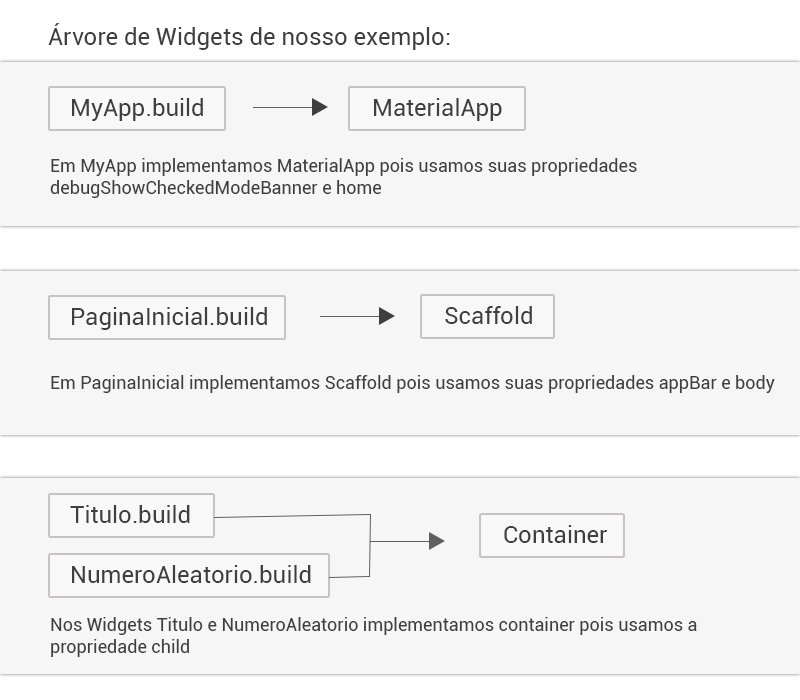 Árvore de Widgets de nosso exemplo:
MyApp.build
MaterialApp
Em MyApp implementamos MaterialApp pois usamos suas propriedades
debugShowCheckedModeBanner e home
PaginaInicial.build
Scaffold
Em PaginaInicial implementamos Scaffold pois usamos suas propriedades appBar e body
Titulo.build
Container
NumeroAleatorio.build
Nos Widgets Titulo e NumeroAleatorio implementamos container pois usamos a
propriedade child